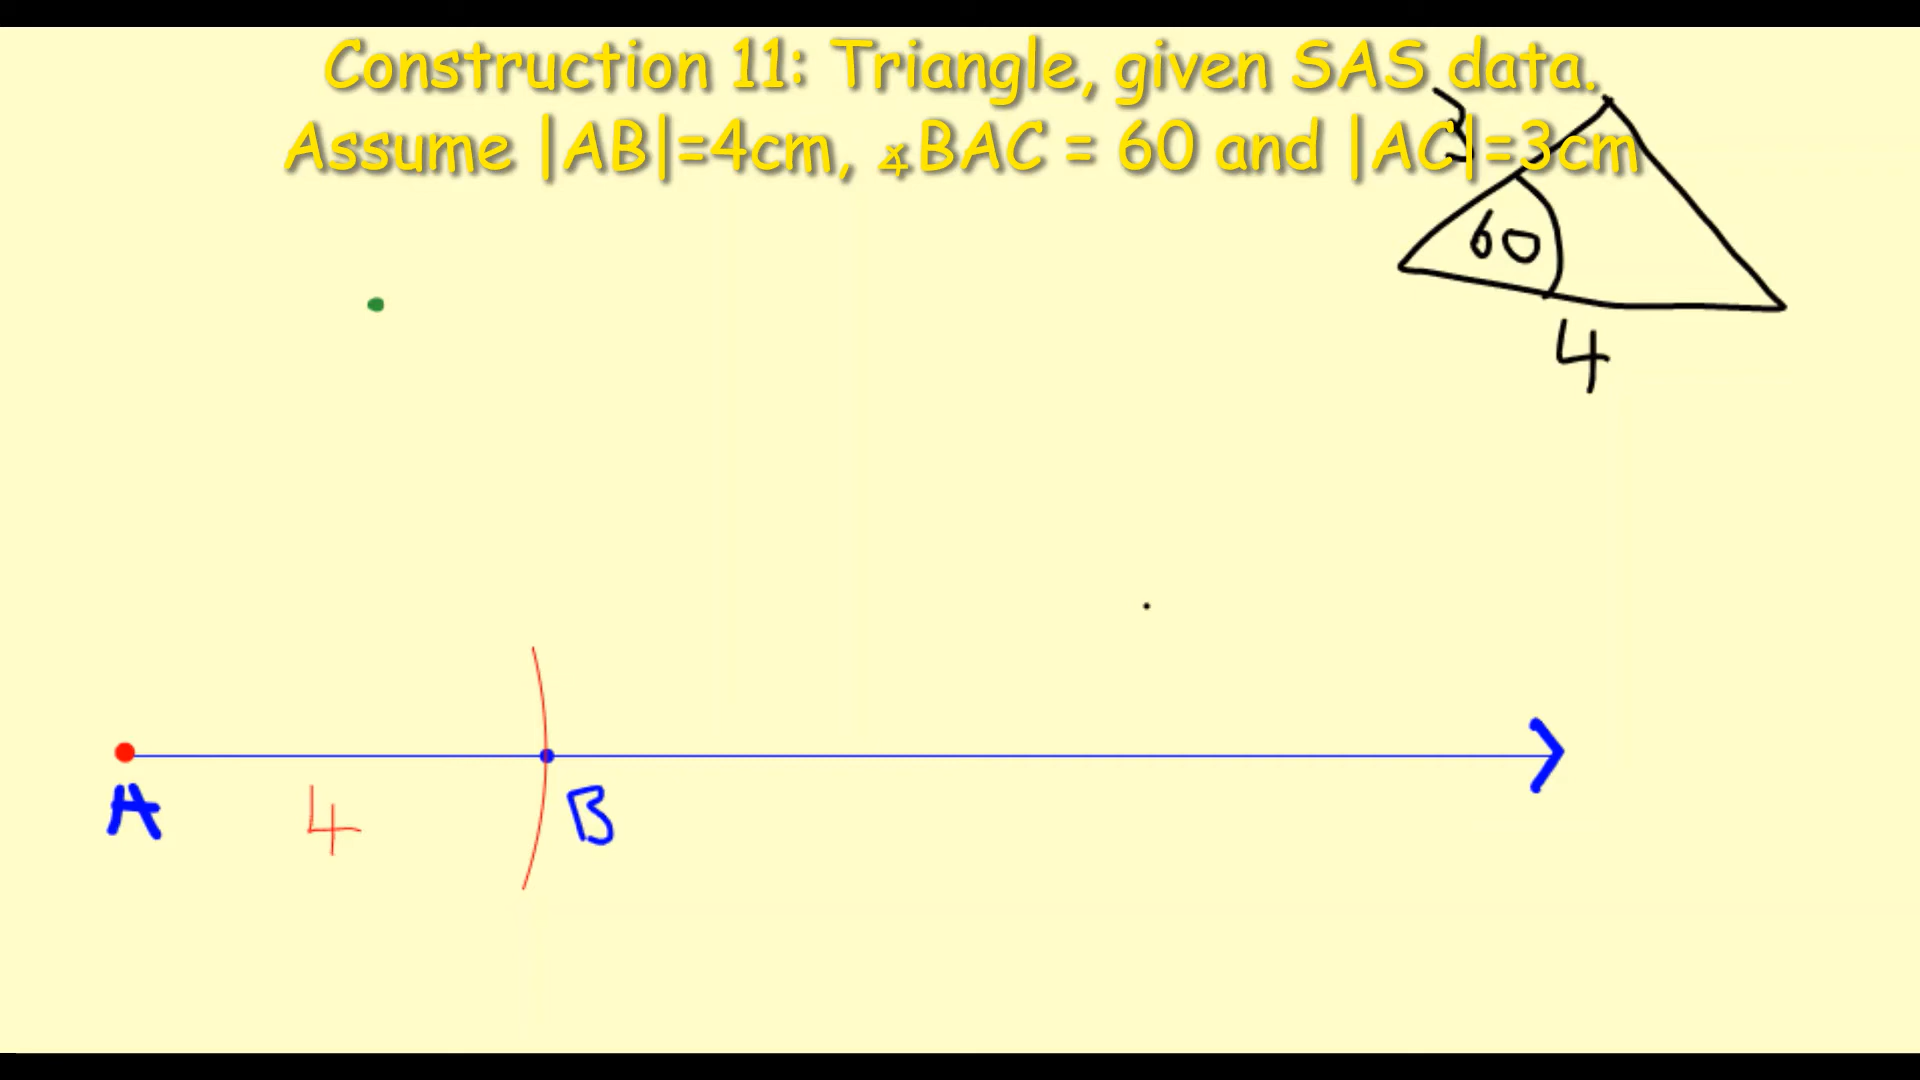 Construction 11: Triangle, given SAS data.
Assume |AB|=4cm, ∡BAC = 60 and |AC|=3cm
3
60
4
A
4
B